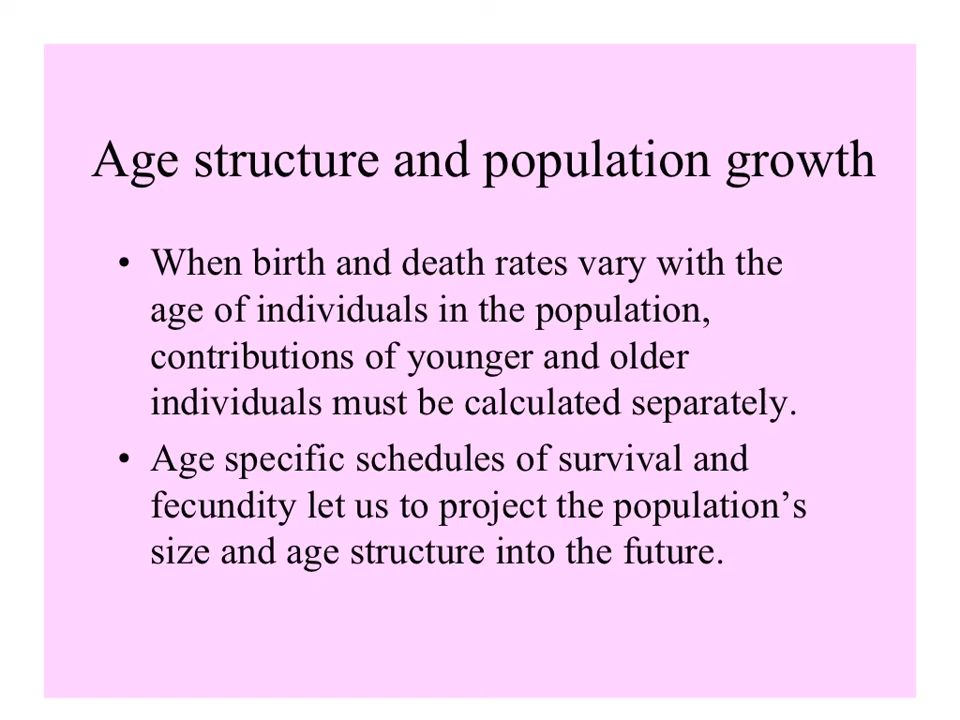 Age structure and population growth
• When birth and death rates vary with the
age of individuals in the population,
contributions of younger and older
individuals must be calculated separately.
• Age specific schedules of survival and
fecundity let us to project the population’s
size and age structure into the future.